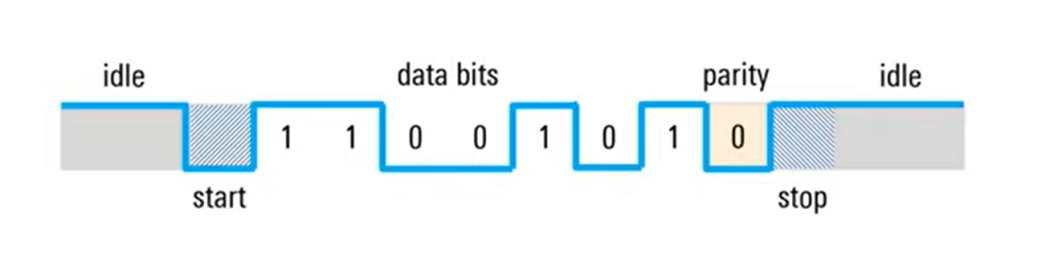 idle data bits parity idle
1 1 0 0 1 0 1 0
start stop